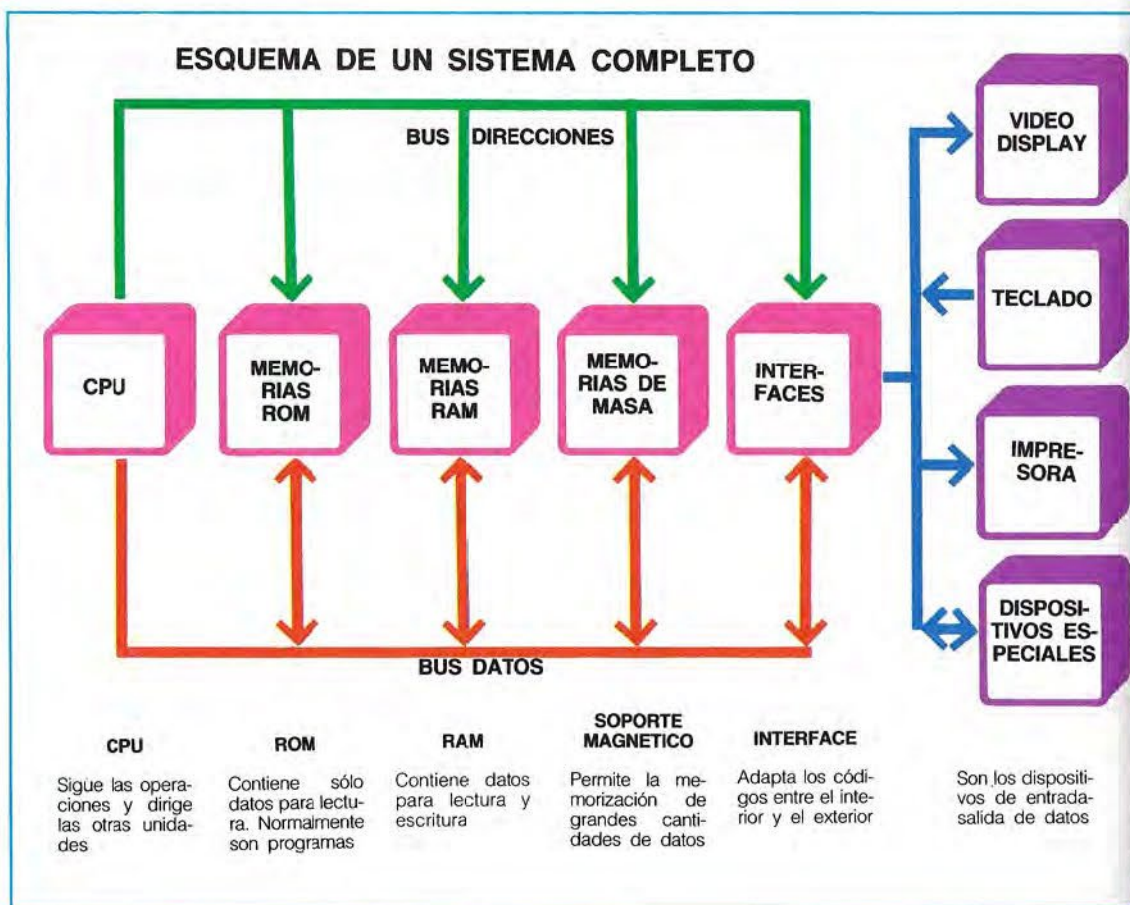 ESQUEMA DE UN SISTEMA COMPLETO
BUS DIRECCIONES
CPU
MEMO-
RIAS
ROM
MEMO-
RIAS
RAM
MEMO-
RIAS DE
MASA
INTER-
FACES
VIDEO
DISPLAY
TECLADO
IMPRE-
SORA
DISPOSI-
TIVOS ES-
PECIALES
BUS DATOS
CPU
Sigue las opera-
ciones y dirige
las otras unida-
des
ROM
Contiene sólo
datos para lectu-
ra. Normalmente
son programas
RAM
Contiene datos
para lectura y
escritura
SOPORTE
MAGNETICO
Permite la me-
morización de
grandes canti-
dades de datos
INTERFACE
Adapta los códi-
gos entre el inte-
rior y el exterior
Son los dispositi-
vos de entrada-
salida de datos